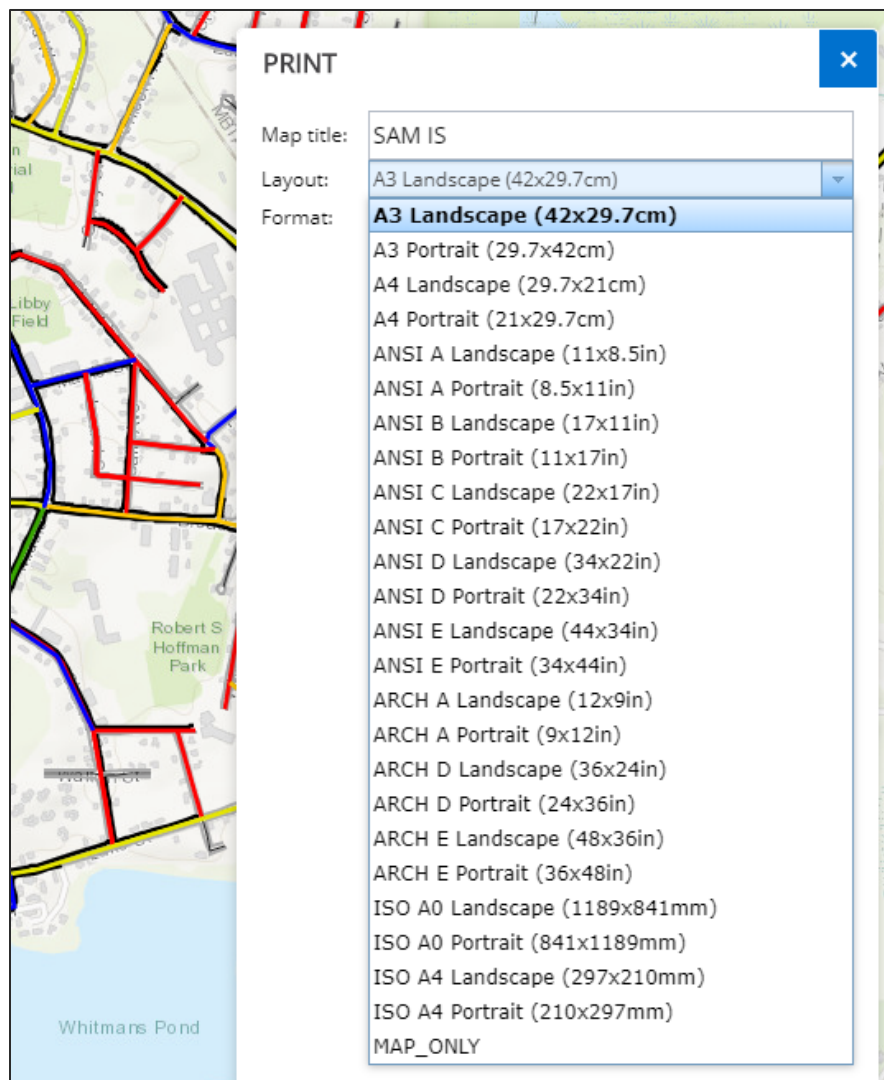 PRINT
×
Map title:
SAM IS
Layout:
A3 Landscape (42x29.7cm)
Format:
A3 Landscape (42x29.7cm)
A3 Portrait (29.7x42cm)
A4 Landscape (29.7x21cm)
A4 Portrait (21x29.7cm)
ANSI A Landscape (11x8.5in)
ANSI A Portrait (8.5x11in)
ANSI B Landscape (17x11in)
ANSI B Portrait (11x17in)
ANSI C Landscape (22x17in)
ANSI C Portrait (17x22in)
ANSI D Landscape (34x22in)
ANSI D Portrait (22x34in)
ANSI E Landscape (44x34in)
ANSI E Portrait (34x44in)
ARCH A Landscape (12x9in)
ARCH A Portrait (9x12in)
ARCH D Landscape (36x24in)
ARCH D Portrait (24x36in)
ARCH E Landscape (48x36in)
ARCH E Portrait (36x48in)
ISO A0 Landscape (1189x841mm)
ISO A0 Portrait (841x1189mm)
ISO A4 Landscape (297x210mm)
ISO A4 Portrait (210x297mm)
MAP_ONLY
Libby
Field
Robert S
Hoffman
Park
Whitmans Pond